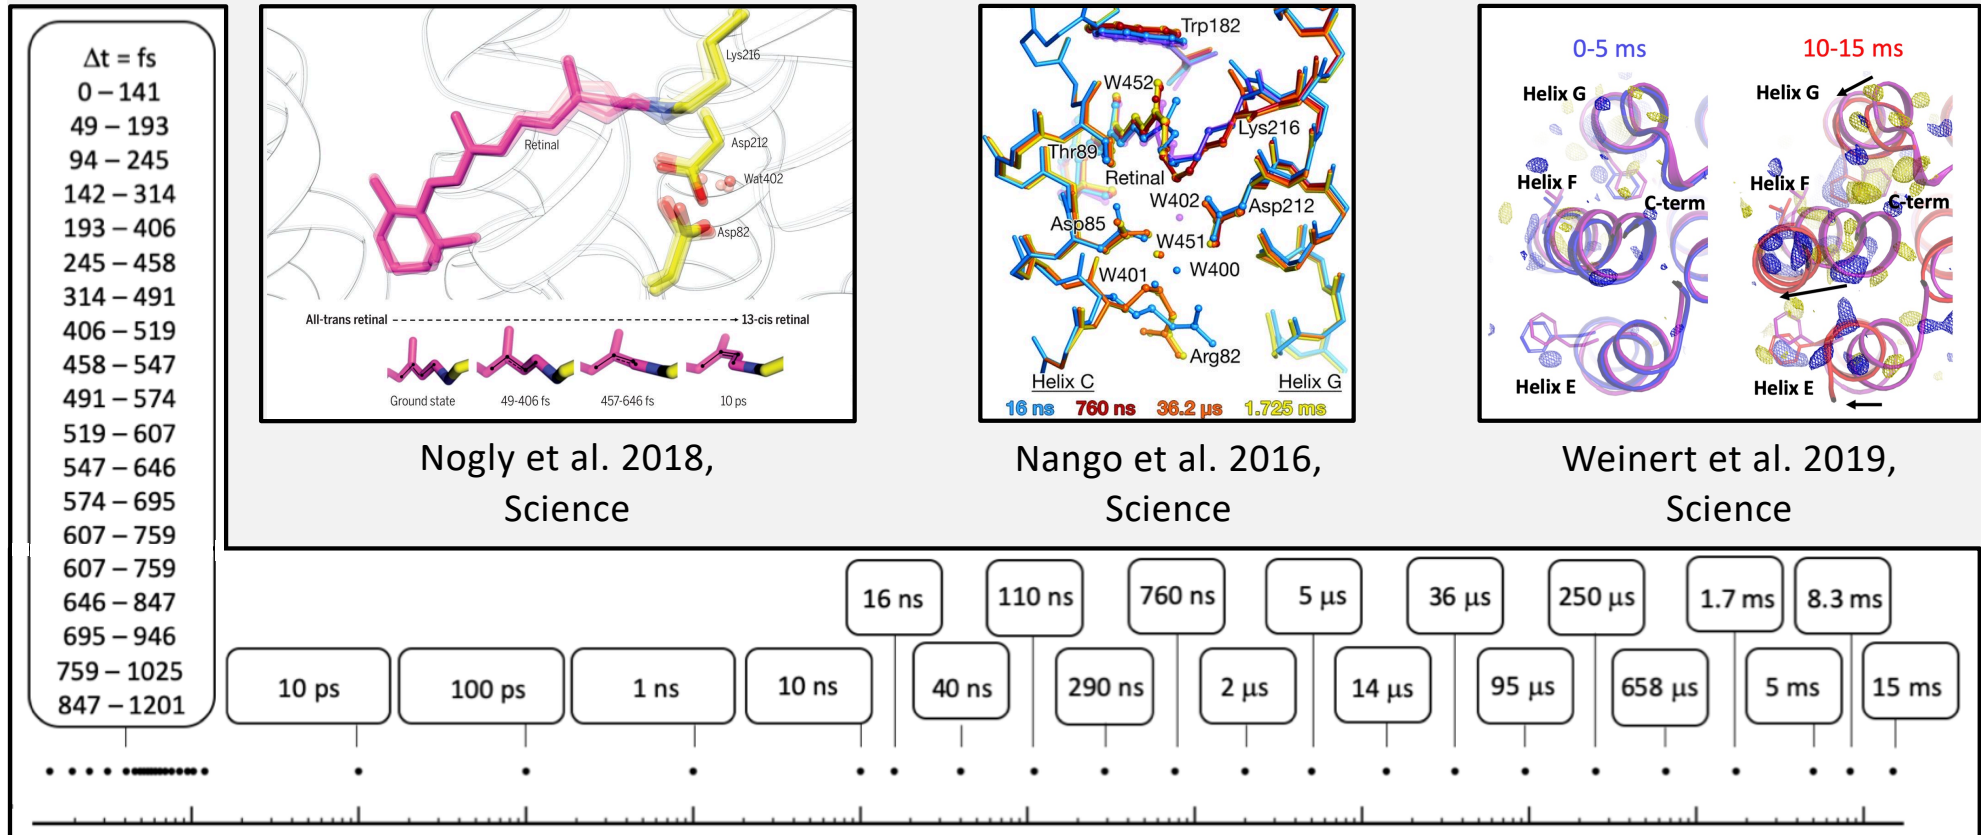 Δt = fs
0 – 141
49 – 193
94 – 245
142 – 314
193 – 406
245 – 458
314 – 491
406 – 519
458 – 547
491 – 574
519 – 607
547 – 646
574 – 695
607 – 759
607 – 759
646 – 847
695 – 946
759 – 1025
847 – 1201
Lys216
Retinal
Asp212
Wat402
Asp82
All-trans retinal
13-cis retinal
Ground state
49-406 fs
457-646 fs
10 ps
Nogly et al. 2018,
Science
Trp182
W452
Lys216
Thr89
Retinal
W402
Asp212
Asp85
W451
W401
W400
Arg82
Helix C
Helix G
16 ns
760 ns
36.2 µs
1.725 ms
Nango et al. 2016,
Science
0-5 ms
10-15 ms
Helix G
Helix G
Helix F
Helix F
C-term
C-term
Helix E
Helix E
Weinert et al. 2019,
Science
16 ns
110 ns
760 ns
5 µs
36 µs
250 µs
1.7 ms
8.3 ms
10 ps
100 ps
1 ns
10 ns
40 ns
290 ns
2 µs
14 µs
95 µs
658 µs
5 ms
15 ms